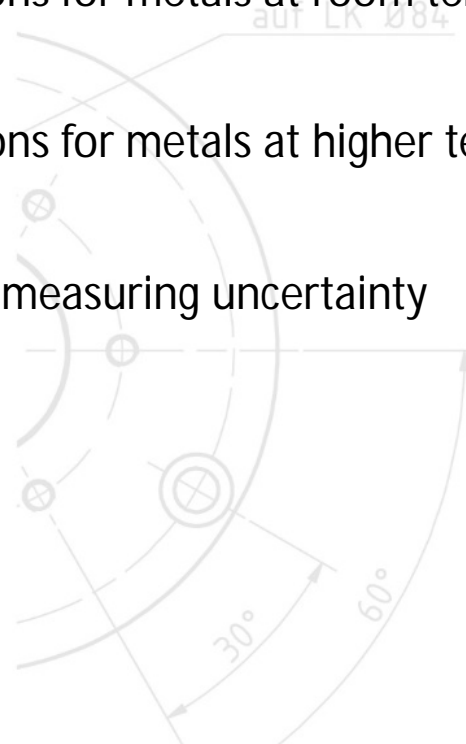 ons for metals at room te
auf LK Ø84
ons for metals at higher te
measuring uncertainty
30°
60°